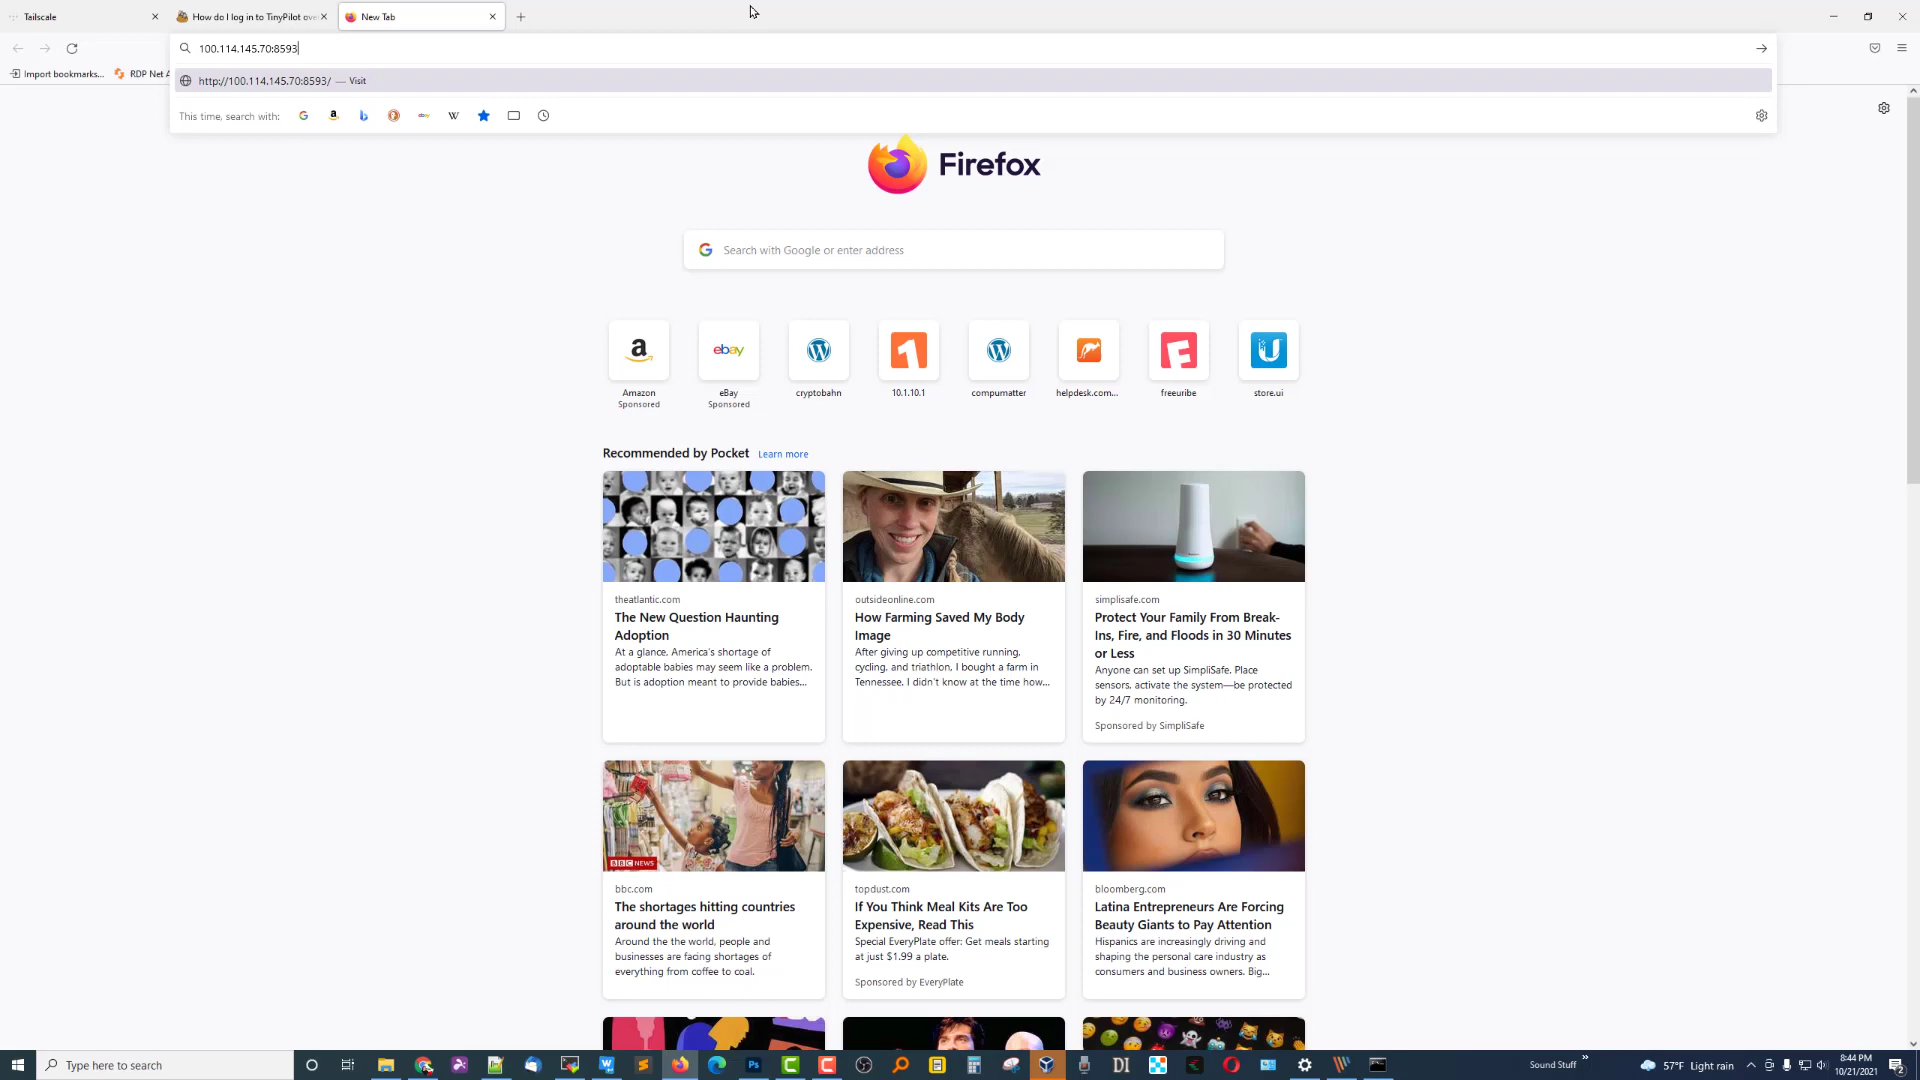 Tailscale
How do I log in to TinyPilot ove
New Tab
100.114.145.70:8593
Import bookmarks...
RDP Net A
http://100.114.145.70:8593/ — Visit
This time, search with:
Firefox
Search with Google or enter address
Amazon
Sponsored
eBay
Sponsored
cryptobahn
10.1.10.1
compumatter
helpdesk.com...
freeuribe
store.ui
Recommended by Pocket Learn more
theatlantic.com
The New Question Haunting
Adoption
At a glance, America's shortage of
adoptable babies may seem like a problem.
But is adoption meant to provide babies...
outsideonline.com
How Farming Saved My Body
Image
After giving up competitive running,
cycling, and triathlon, I bought a farm in
Tennessee. I didn't know at the time how...
simplisafe.com
Protect Your Family From Break-
Ins, Fire, and Floods in 30 Minutes
or Less
Anyone can set up SimpliSafe. Place
sensors, activate the system—be protected
by 24/7 monitoring.
Sponsored by SimpliSafe
BBC NEWS
bbc.com
The shortages hitting countries
around the world
Around the the world, people and
businesses are facing shortages of
everything from coffee to coal.
topdust.com
If You Think Meal Kits Are Too
Expensive, Read This
Special EveryPlate offer: Get meals starting
at just $1.99 a plate.
Sponsored by EveryPlate
bloomberg.com
Latina Entrepreneurs Are Forcing
Beauty Giants to Pay Attention
Hispanics are increasingly driving and
shaping the personal care industry as
consumers and business owners. Big...
Type here to search
Sound Stuff
57°F Light rain
8:44 PM
10/21/2021